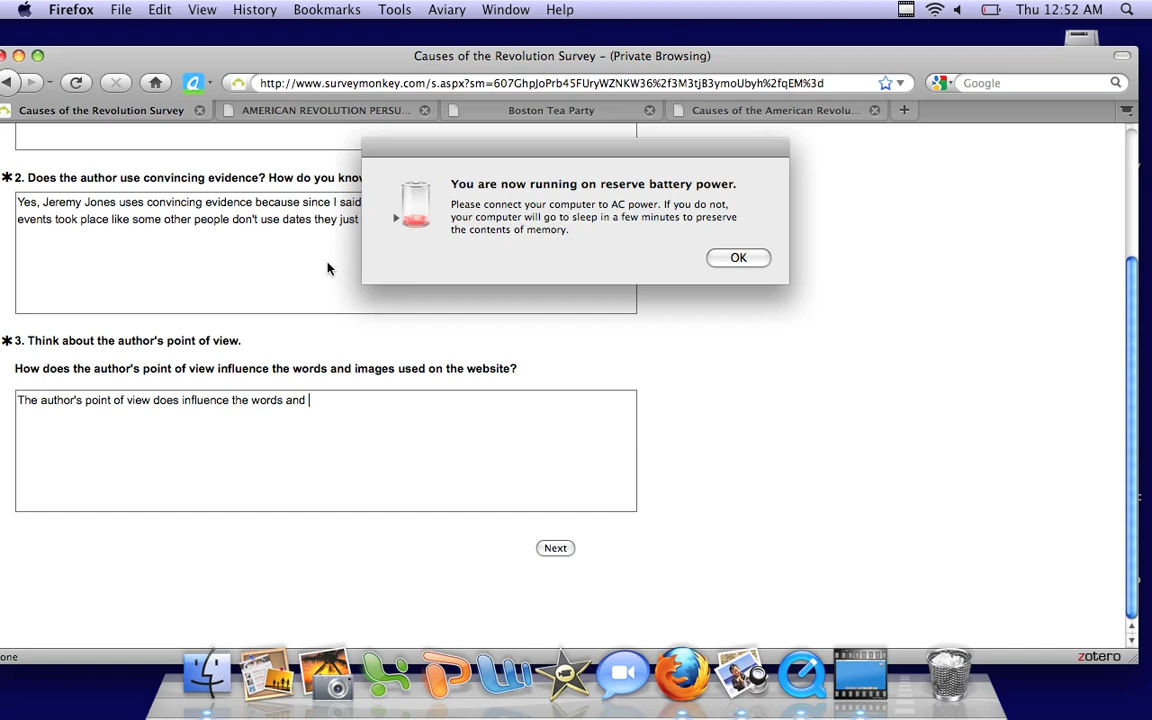 Firefox File Edit View History Bookmarks Tools Aviary Window Help Thu 12:52 AM
Causes of the Revolution Survey – (Private Browsing)
http://www.surveymonkey.com/s.aspx?sm=607GhpJoPrb45FUryWZNKW36%2f3M3tjB3ymoUbyh%2fqEM%3d Google
Causes of the Revolution Survey AMERICAN REVOLUTION PERSU... Boston Tea Party Causes of the American Revolu...
You are now running on reserve battery power.
Please connect your computer to AC power. If you do not,
your computer will go to sleep in a few minutes to preserve
the contents of memory.
OK
2. Does the author use convincing evidence? How do you know
Yes, Jeremy Jones uses convincing evidence because since I said
events took place like some other people don't use dates they just
3. Think about the author's point of view.
How does the author's point of view influence the words and images used on the website?
The author's point of view does influence the words and
Next
one
zotero